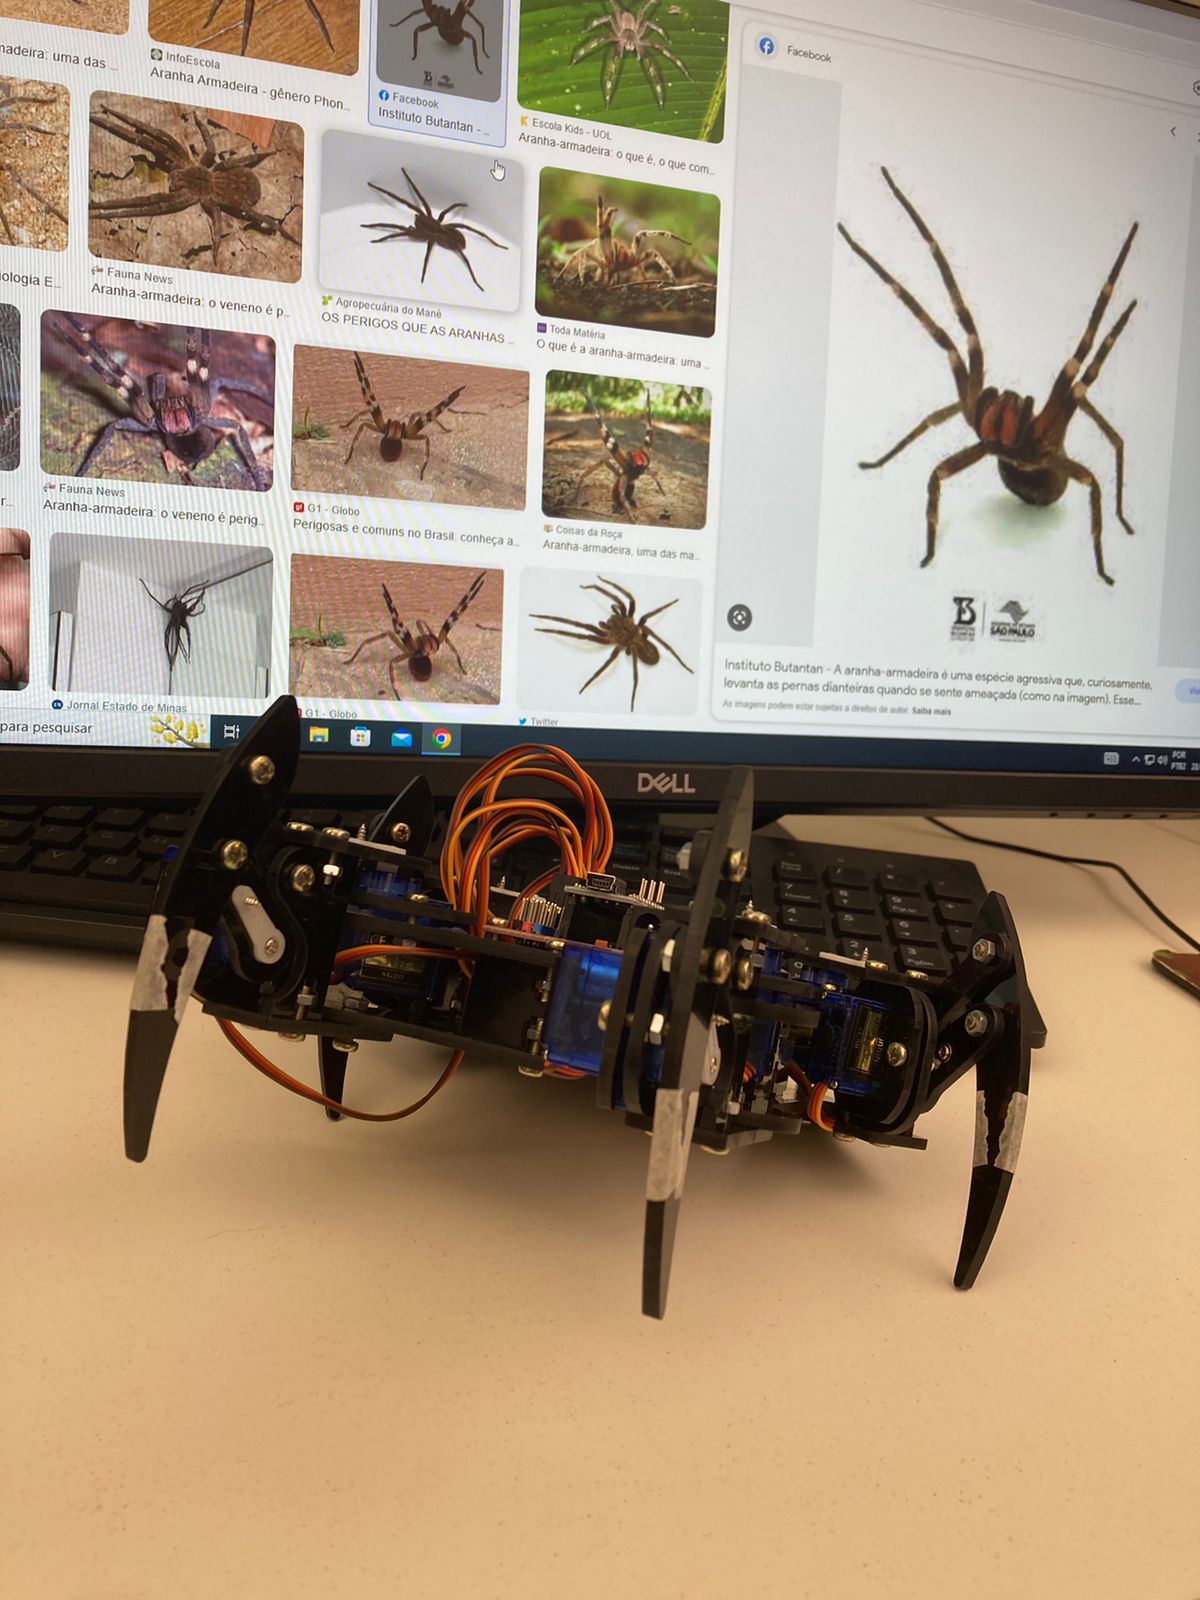 nadeira: uma das ...
InfoEscola
Aranha Armadeira - gênero Phon...
Facebook
Instituto Butantan - ...
Escola Kids - UOL
Aranha-armadeira: o que é, o que com...
Facebook
iologia E...
Fauna News
Aranha-armadeira: o veneno é p...
Agropecuária do Mané
OS PERIGOS QUE AS ARANHAS ...
Toda Matéria
O que é a aranha-armadeira: uma ...
r...
Fauna News
Aranha-armadeira: o veneno é perig...
G1 - Globo
Perigosas e comuns no Brasil: conheça a...
Coisas da Roça
Aranha-armadeira, uma das ma...
SÃO PAULO
Instituto Butantan - A aranha-armadeira é uma espécie agressiva que, curiosamente,
levanta as pernas dianteiras quando se sente ameaçada (como na imagem). Esse...
As imagens podem estar sujeitas a direitos de autor. Saiba mais
Jornal Estado de Minas
G1 - Globo
Twitter
para pesquisar
POR
PTB2
DELL